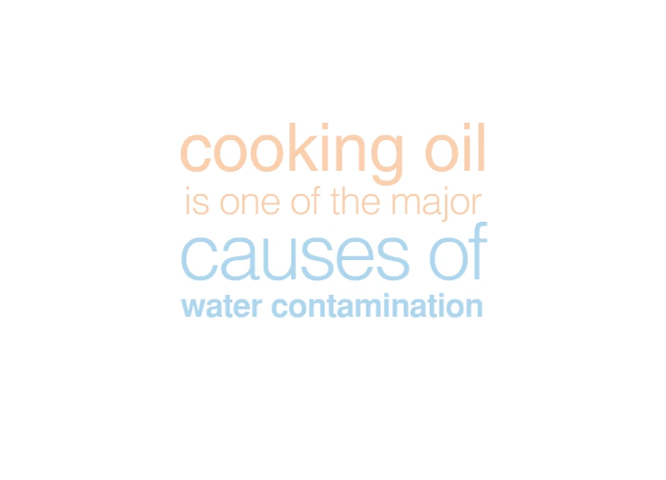 cooking oil
is one of the major
causes of
water contamination